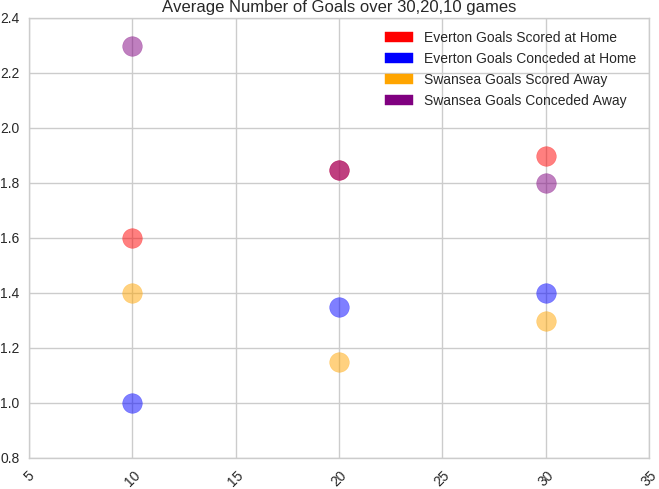 Average Number of Goals over 30,20,10 games
2.4
2.2
2.0
1.8
1.6
1.4
1.2
1.0
0.8
Everton Goals Scored at Home
Everton Goals Conceded at Home
Swansea Goals Scored Away
Swansea Goals Conceded Away
5 10 15 20 25 30 35